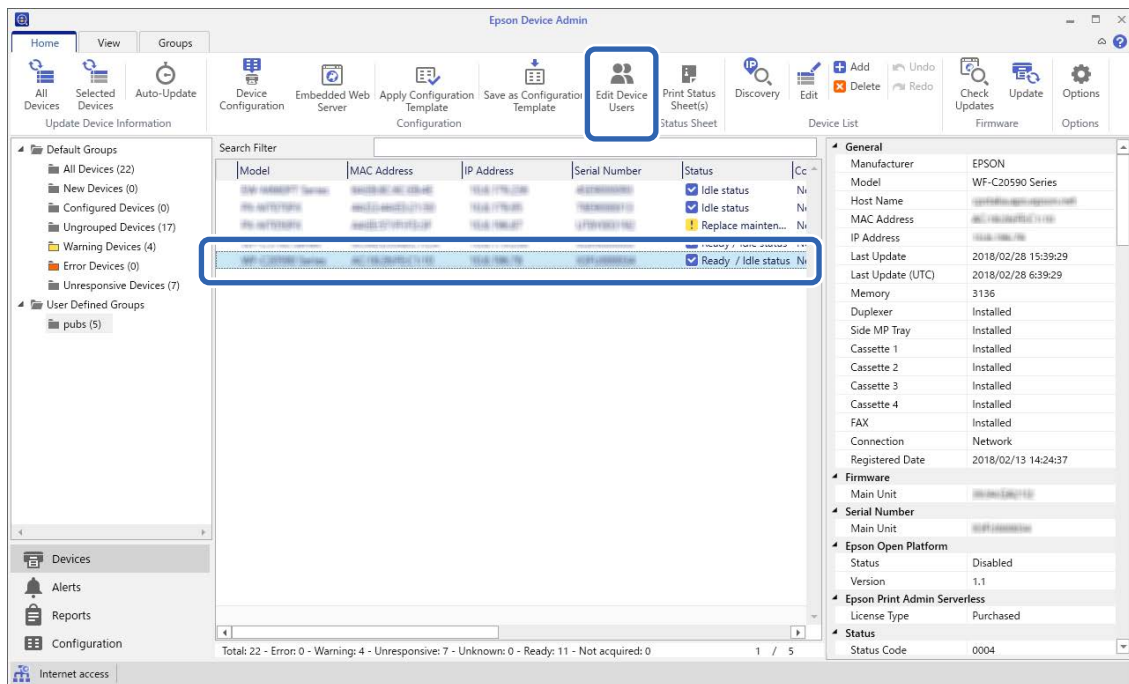 Epson Device Admin
Home View Groups
All Devices
Selected Devices
Auto-Update
Update Device Information
Device Configuration
Embedded Web Server
Apply Configuration Template
Save as Configuration Template
Edit Device Users
Configuration
Print Status Sheet(s)
Status Sheet
Discovery
Edit
Add
Delete
Undo
Redo
Device List
Check Updates
Update
Firmware
Options
Options
Default Groups
All Devices (22)
New Devices (0)
Configured Devices (0)
Ungrouped Devices (17)
Warning Devices (4)
Error Devices (0)
Unresponsive Devices (7)
User Defined Groups
pubs (5)
Devices
Alerts
Reports
Configuration
Internet access
Search Filter
Model MAC Address IP Address Serial Number Status Co
Idle status
Idle status
Replace mainten...
Ready / Idle status
Ready / Idle status
Total: 22 - Error: 0 - Warning: 4 - Unresponsive: 7 - Unknown: 0 - Ready: 11 - Not acquired: 0 1 / 5
General
Manufacturer EPSON
Model WF-C20590 Series
Host Name
MAC Address
IP Address
Last Update 2018/02/28 15:39:29
Last Update (UTC) 2018/02/28 6:39:29
Memory 3136
Duplexer Installed
Side MP Tray Installed
Cassette 1 Installed
Cassette 2 Installed
Cassette 3 Installed
Cassette 4 Installed
FAX Installed
Connection Network
Registered Date 2018/02/13 14:24:37
Firmware
Main Unit
Serial Number
Main Unit
Epson Open Platform
Status Disabled
Version 1.1
Epson Print Admin Serverless
License Type Purchased
Status
Status Code 0004